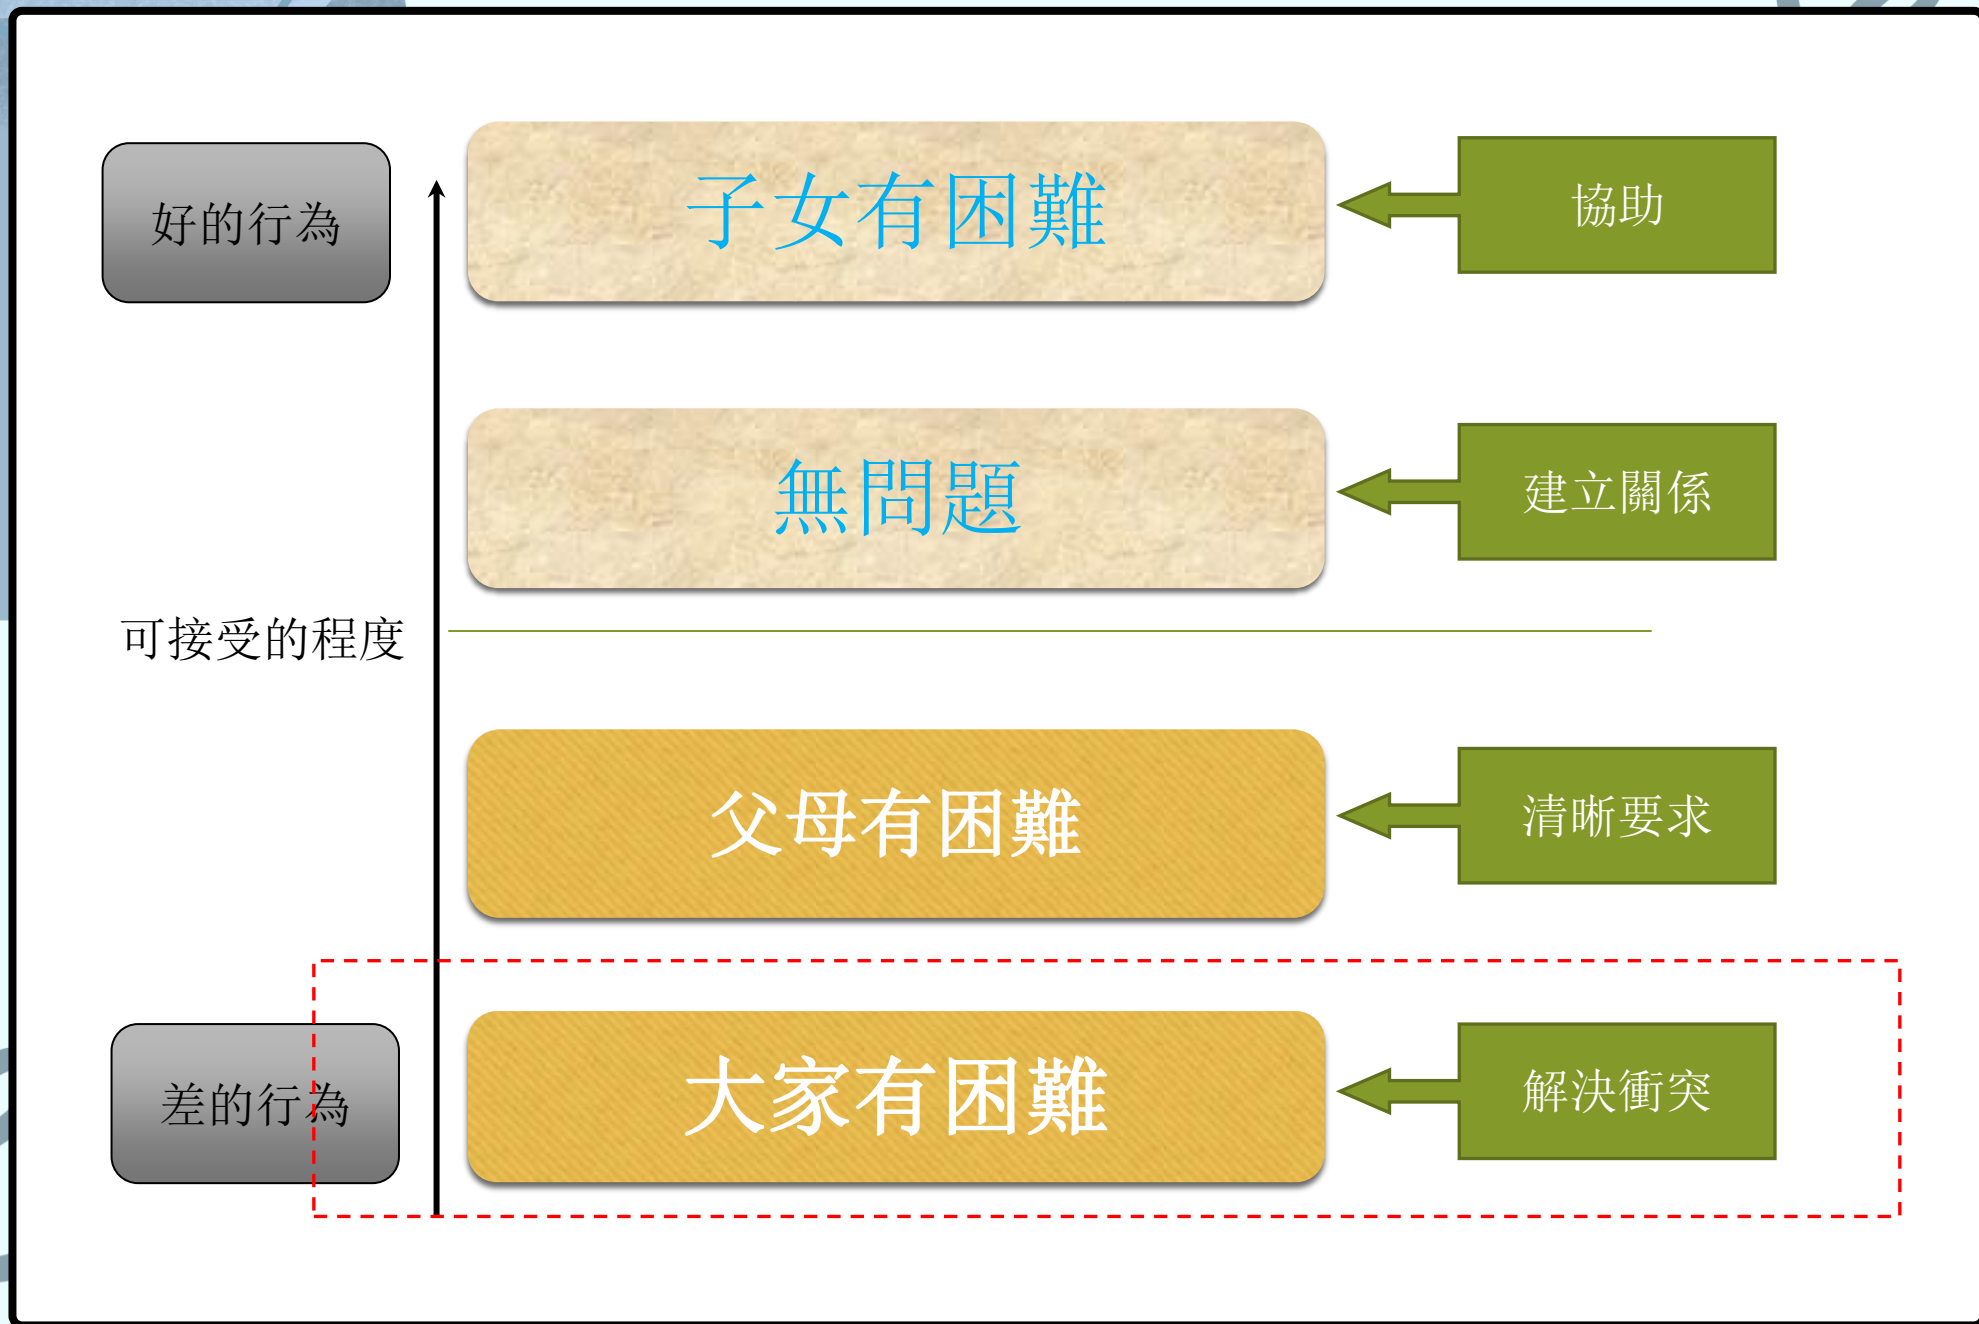 好的行為
子女有困難
協助
無問題
建立關係
可接受的程度
父母有困難
清晰要求
差的行為
大家有困難
解決衝突